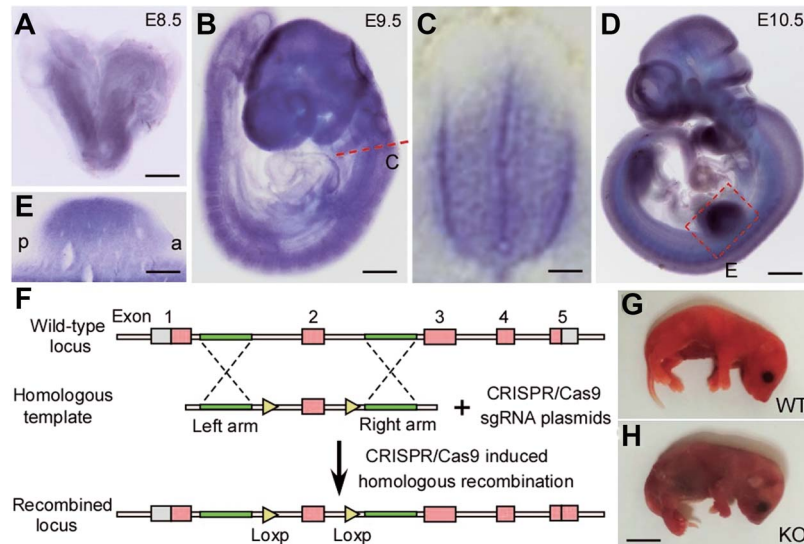 A E8.5
B E9.5
C
D E10.5
C
E
p a
E
F
Exon 1 2 3 4 5
Wild-type
locus
Homologous
template
Left arm
Right arm
+ CRISPR/Cas9
sgRNA plasmids
CRISPR/Cas9 induced
homologous recombination
Recombined
locus
Loxp
Loxp
G
WT
H
KO